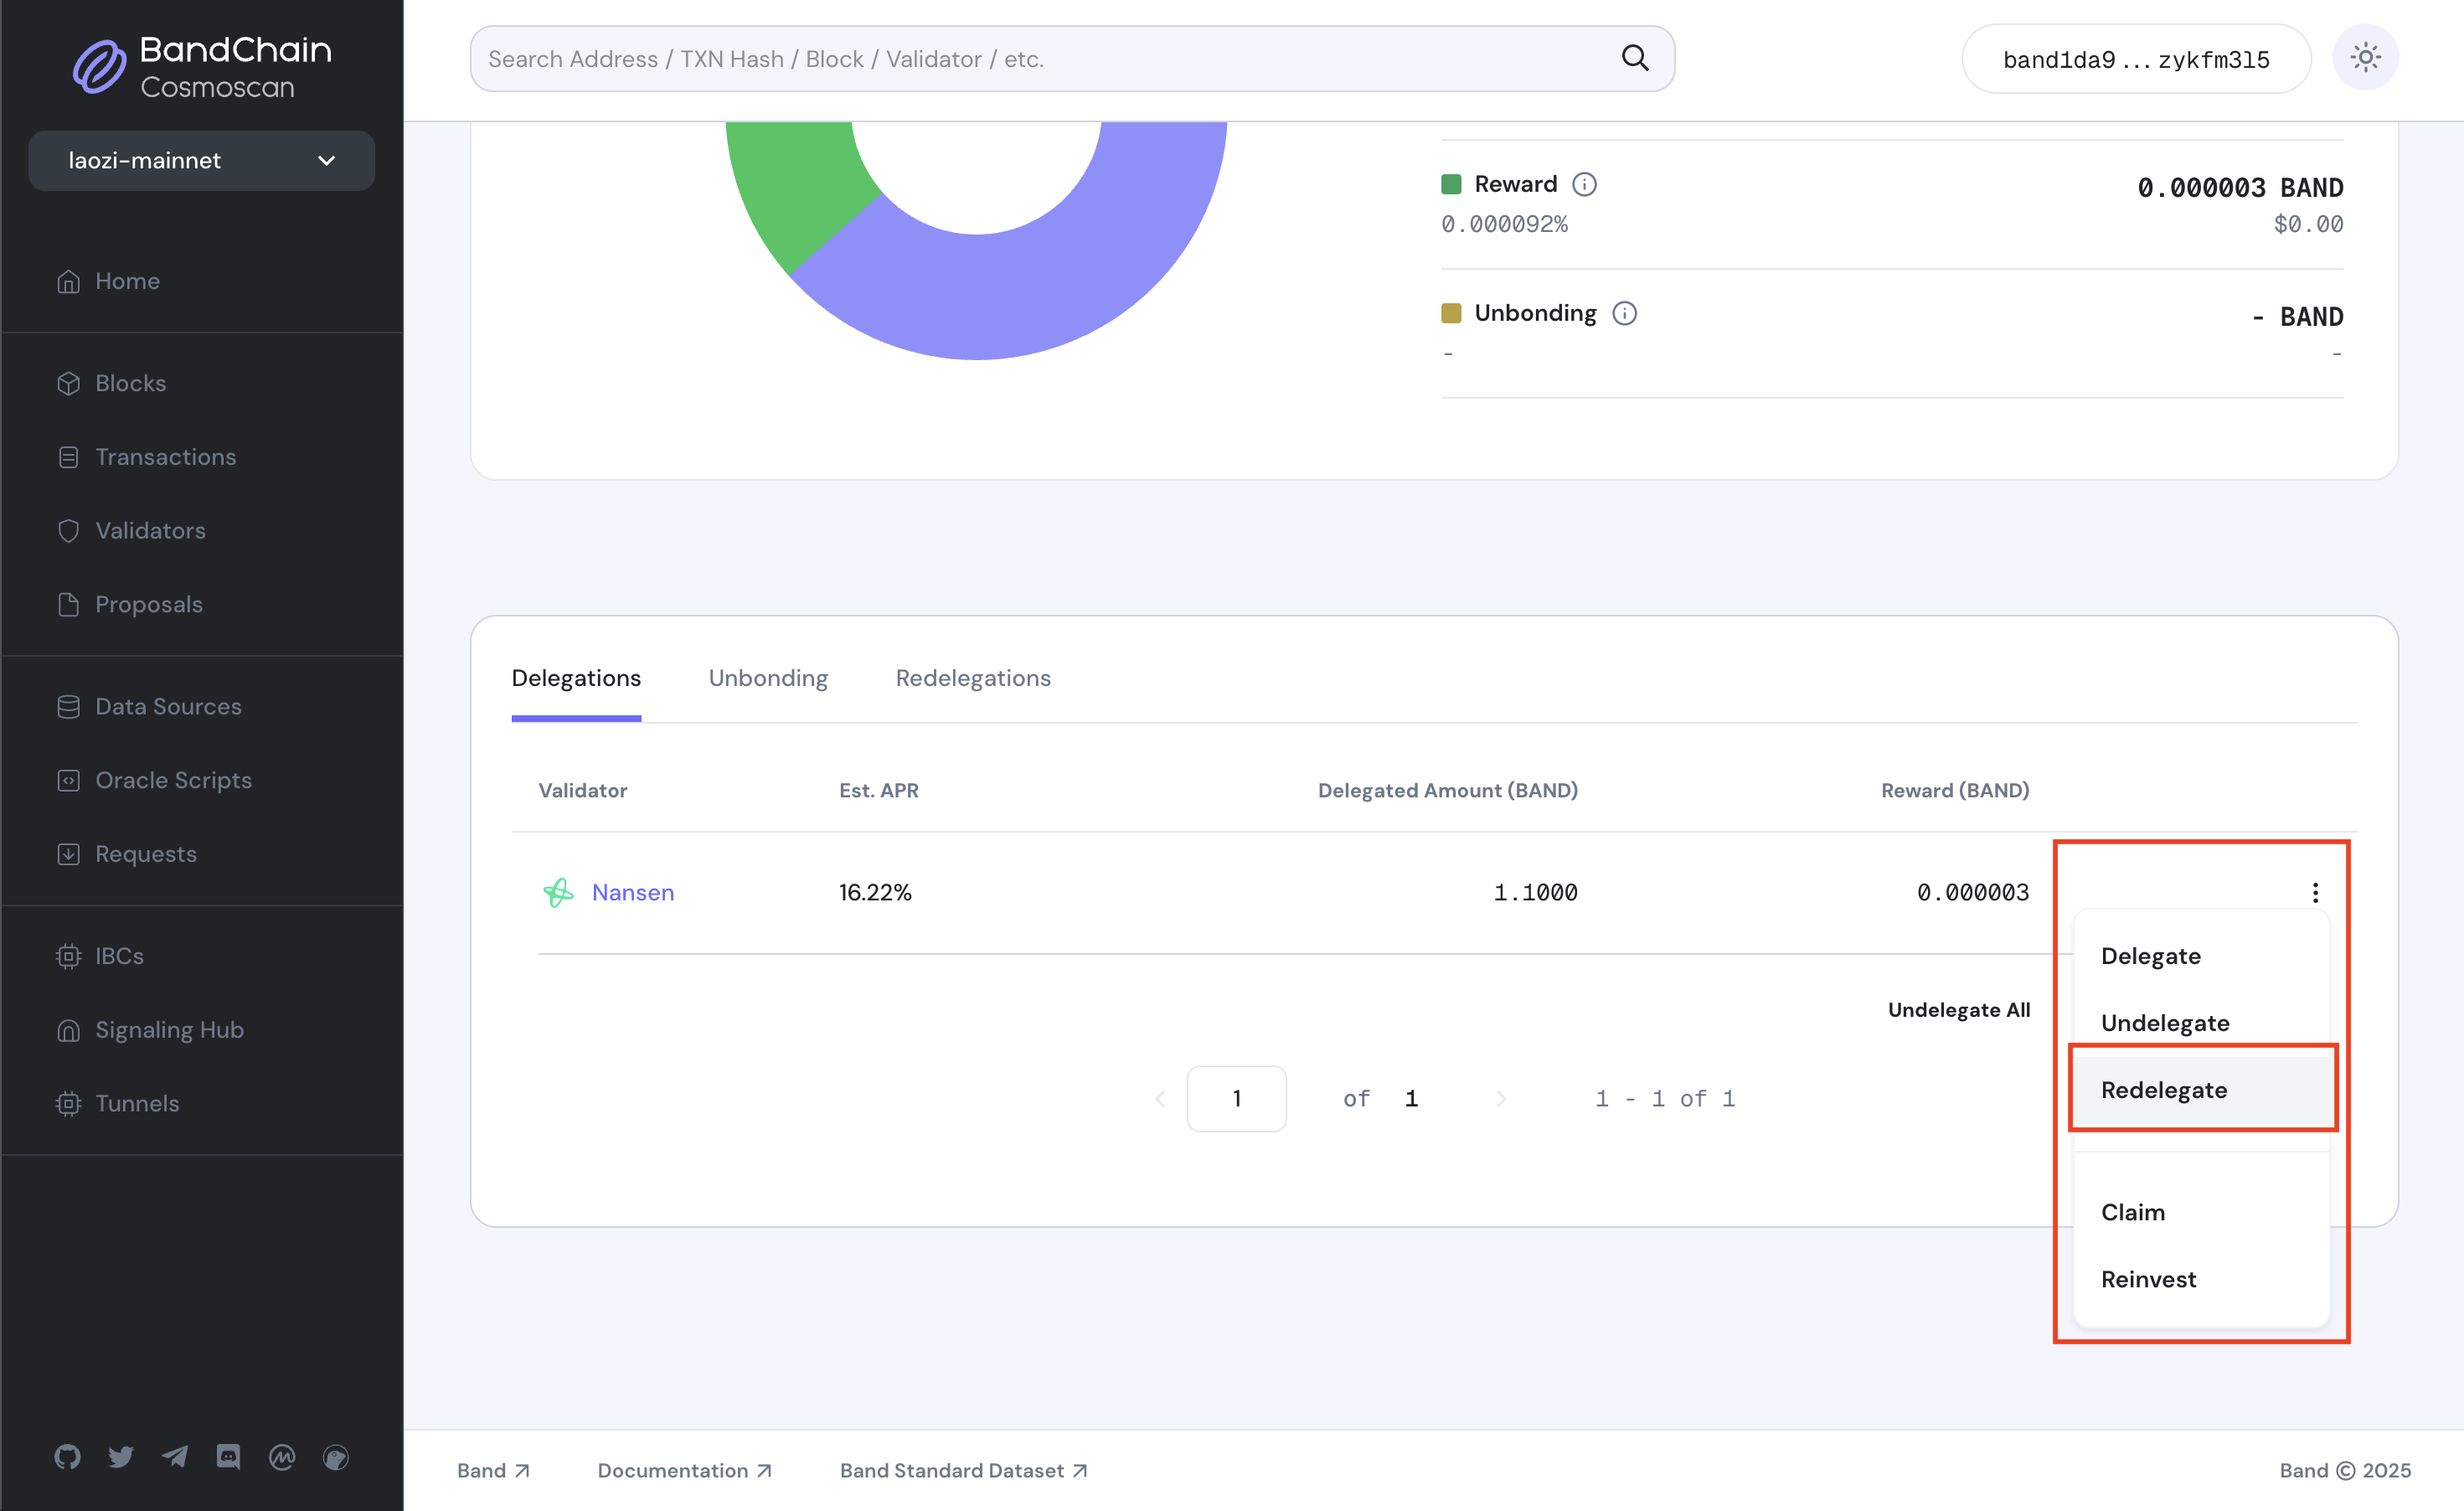 BandChain
Cosmoscan
laozi-mainnet
Home
Blocks
Transactions
Validators
Proposals
Data Sources
Oracle Scripts
Requests
IBCs
Signaling Hub
Tunnels
Search Address / TXN Hash / Block / Validator / etc.
band1da9 ... zykfm3l5
Reward 0.000003 BAND
0.000092% $0.00
Unbonding - BAND
- -
Delegations Unbonding Redelegations
Validator Est. APR Delegated Amount (BAND) Reward (BAND)
Nansen 16.22% 1.1000 0.000003
Undelegate All
1 of 1 1 - 1 of 1
Delegate
Undelegate
Redelegate
Claim
Reinvest
Band Documentation Band Standard Dataset Band © 2025